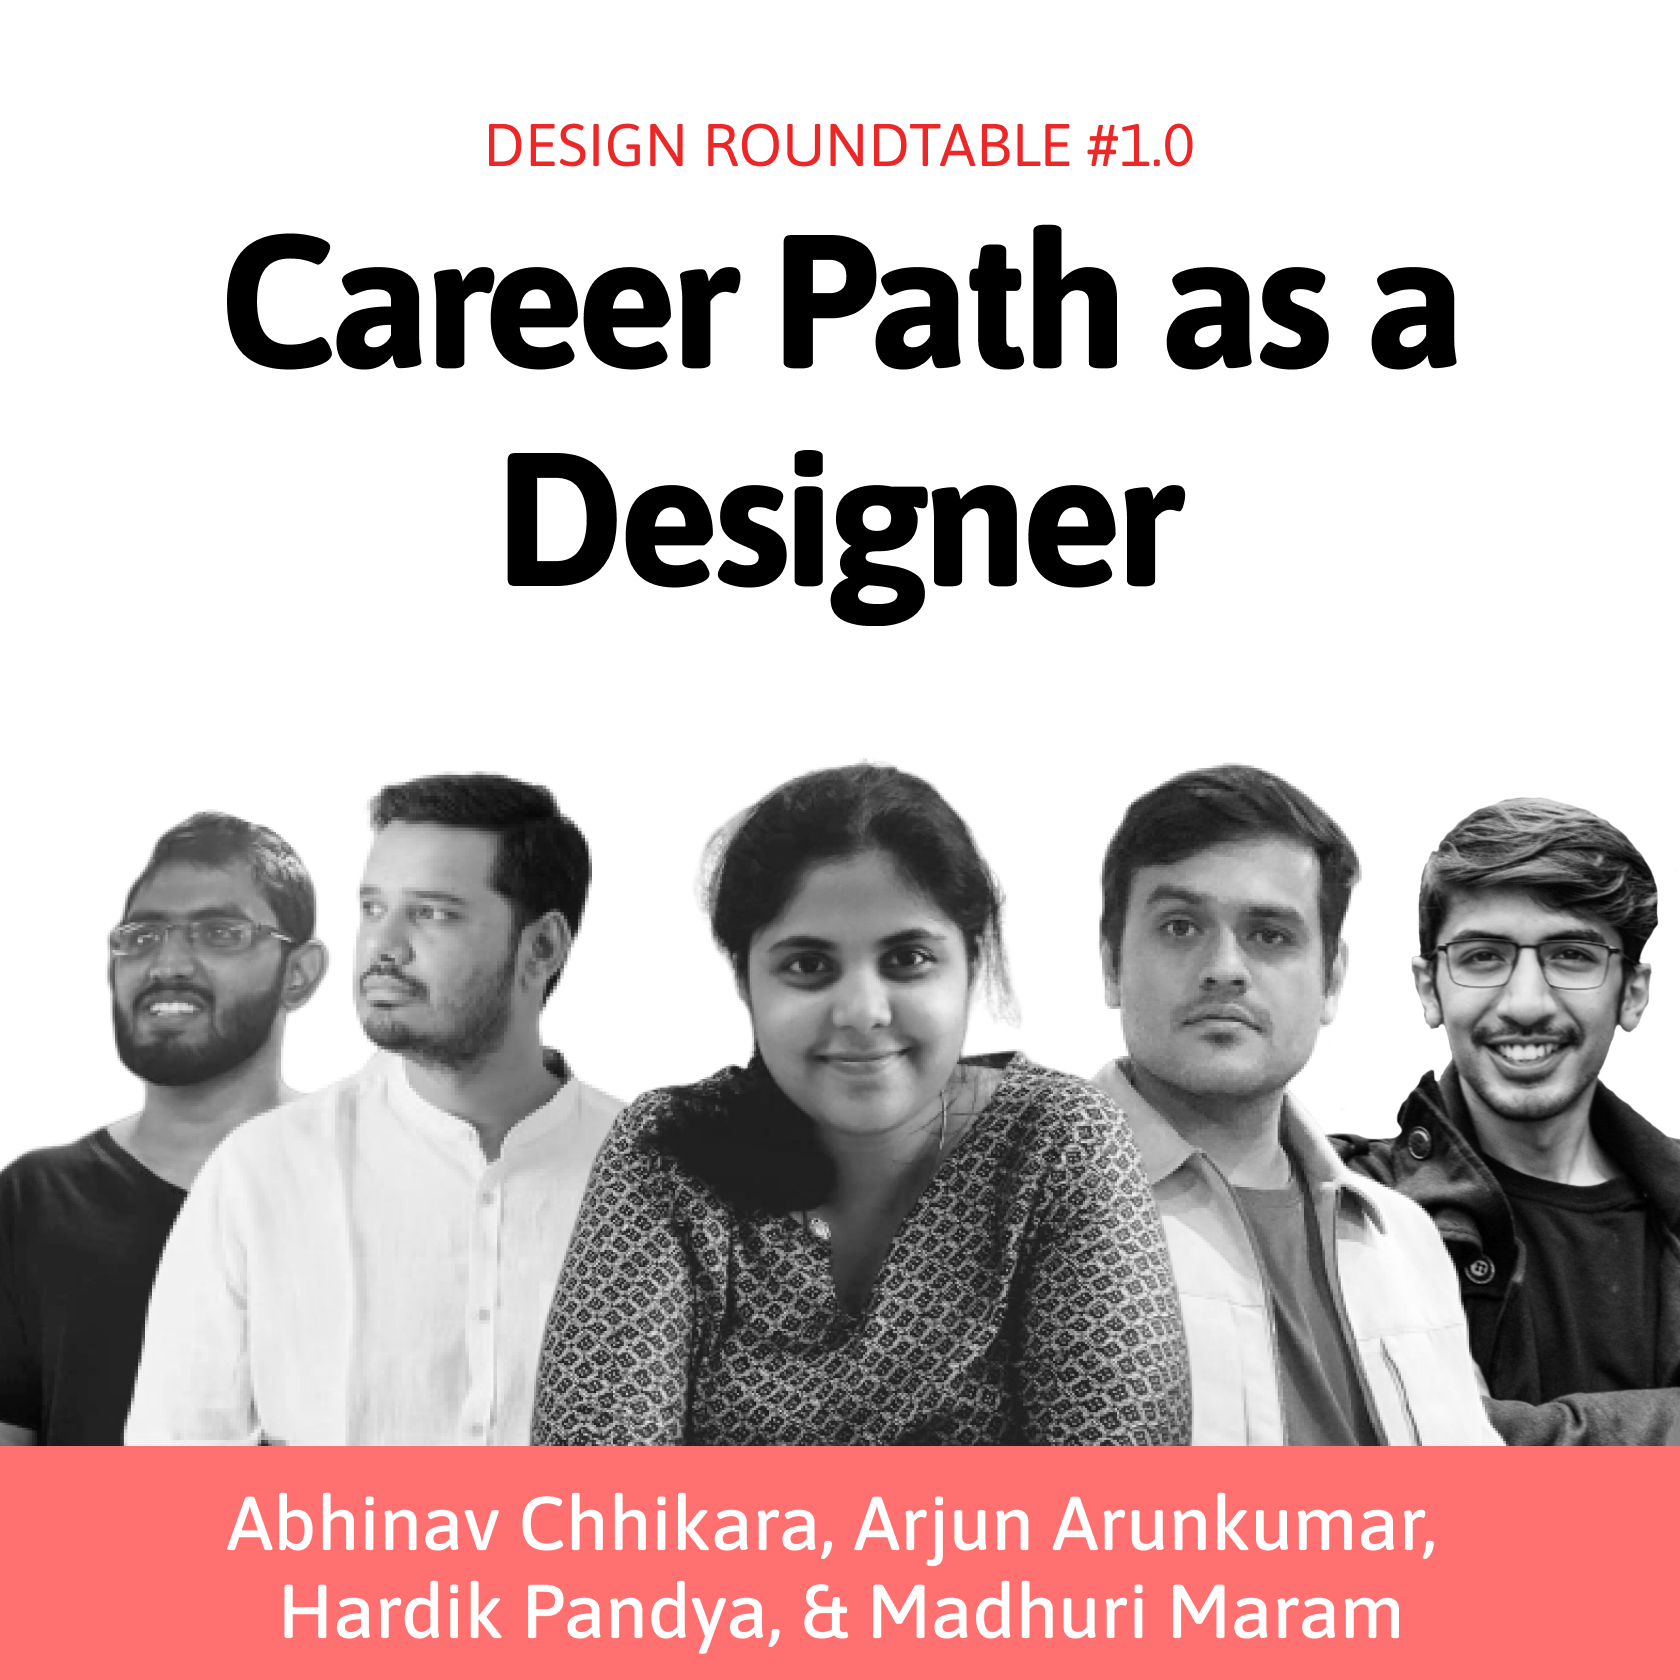 DESIGN ROUNDTABLE #1.0
Career Path as a
Designer
Abhinav Chhikara, Arjun Arunkumar,
Hardik Pandya, & Madhuri Maram